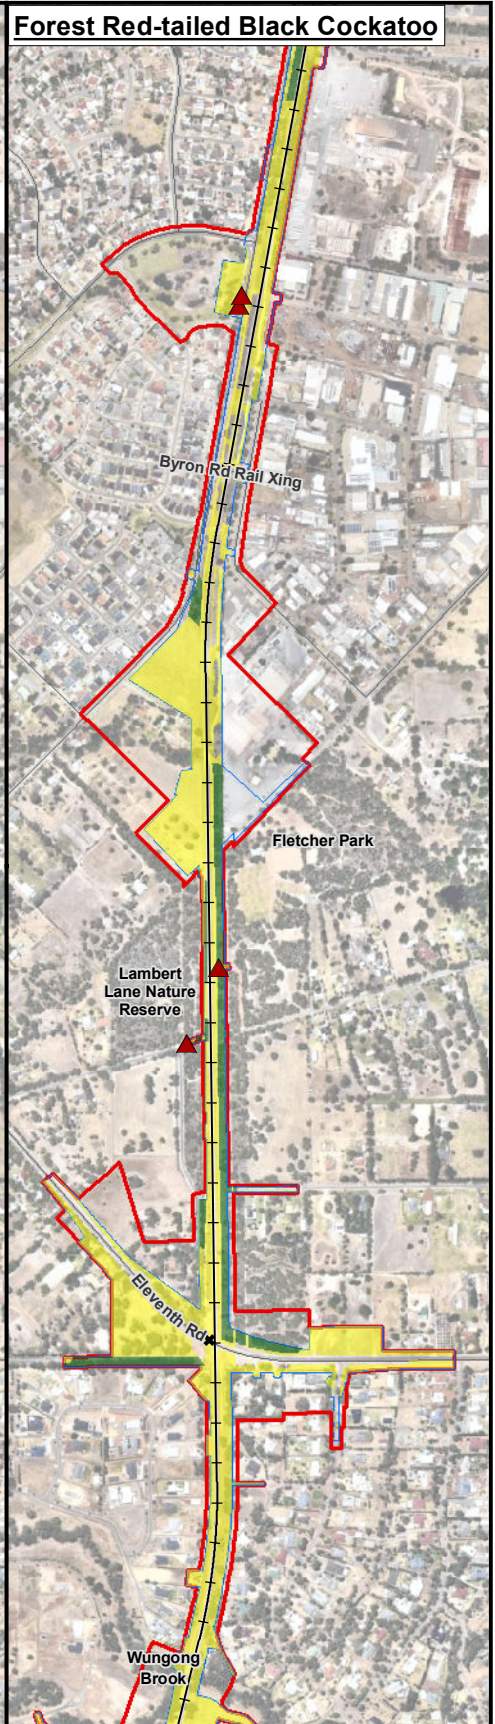 Forest Red-tailed Black Cockatoo
Byron Rd Rail Xing
Fletcher Park
Lambert
Lane Nature
Reserve
Eleventh Rd
Wungong
Brook